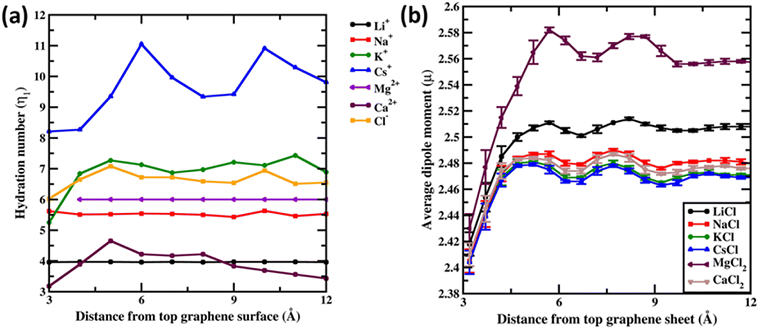 (a)
Hydration number (η₁)
12
11
10
9
8
7
6
5
4
3
3
6
9
12
Distance from top graphene surface (Å)
Li⁺
Na⁺
K⁺
Cs⁺
Mg²⁺
Ca²⁺
Cl⁻
(b)
Average dipole moment (μ)
2.6
2.58
2.56
2.54
2.52
2.5
2.48
2.46
2.44
2.42
2.4
2.38
3
6
9
12
Distance from top graphene sheet (Å)
LiCl
NaCl
KCl
CsCl
MgCl₂
CaCl₂